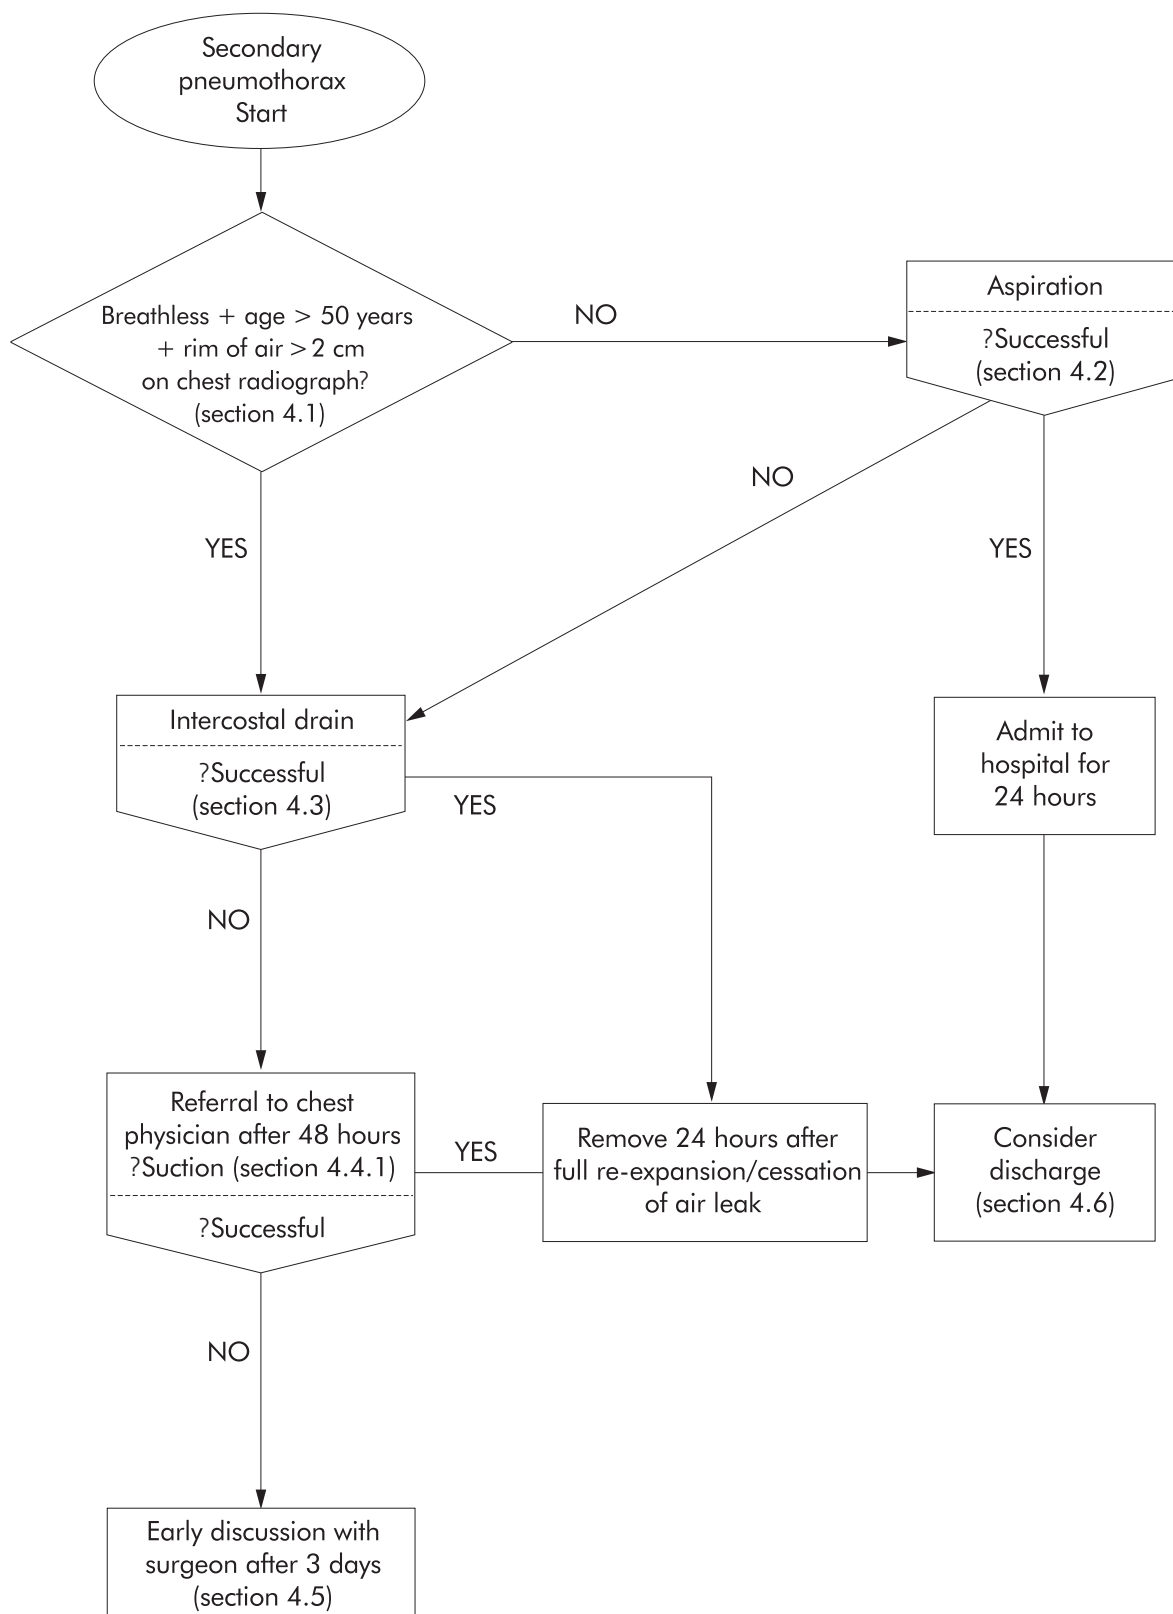 Secondary
pneumothorax
Start
Breathless + age > 50 years
+ rim of air > 2 cm
on chest radiograph?
(section 4.1)
NO
Aspiration
?Successful
(section 4.2)
NO
YES
YES
Intercostal drain
?Successful
(section 4.3)
YES
Admit to
hospital for
24 hours
NO
Referral to chest
physician after 48 hours
?Suction (section 4.4.1)
?Successful
YES
Remove 24 hours after
full re-expansion/cessation
of air leak
Consider
discharge
(section 4.6)
NO
Early discussion with
surgeon after 3 days
(section 4.5)